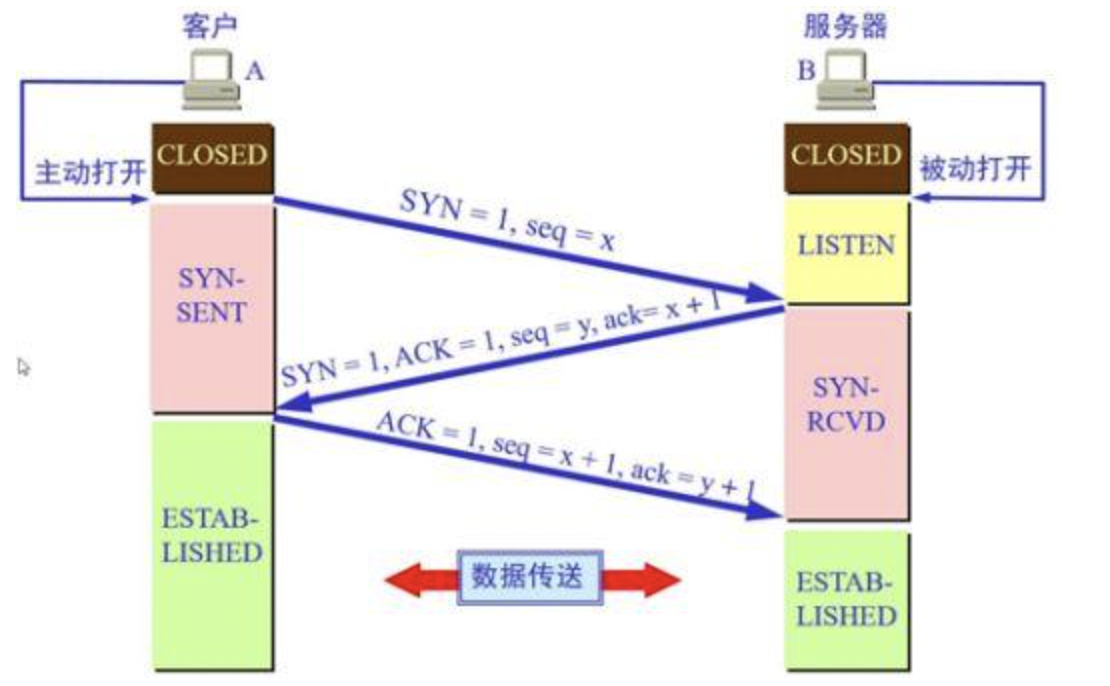 客户
服务器
A
B
CLOSED
CLOSED
主动打开
被动打开
SYN = 1, seq = x
LISTEN
SYN-
SENT
SYN = 1, ACK = 1, seq = y, ack= x + 1
SYN-
RCVD
ACK = 1, seq = x + 1, ack = y + 1
ESTAB-
LISHED
数据传送
ESTAB-
LISHED